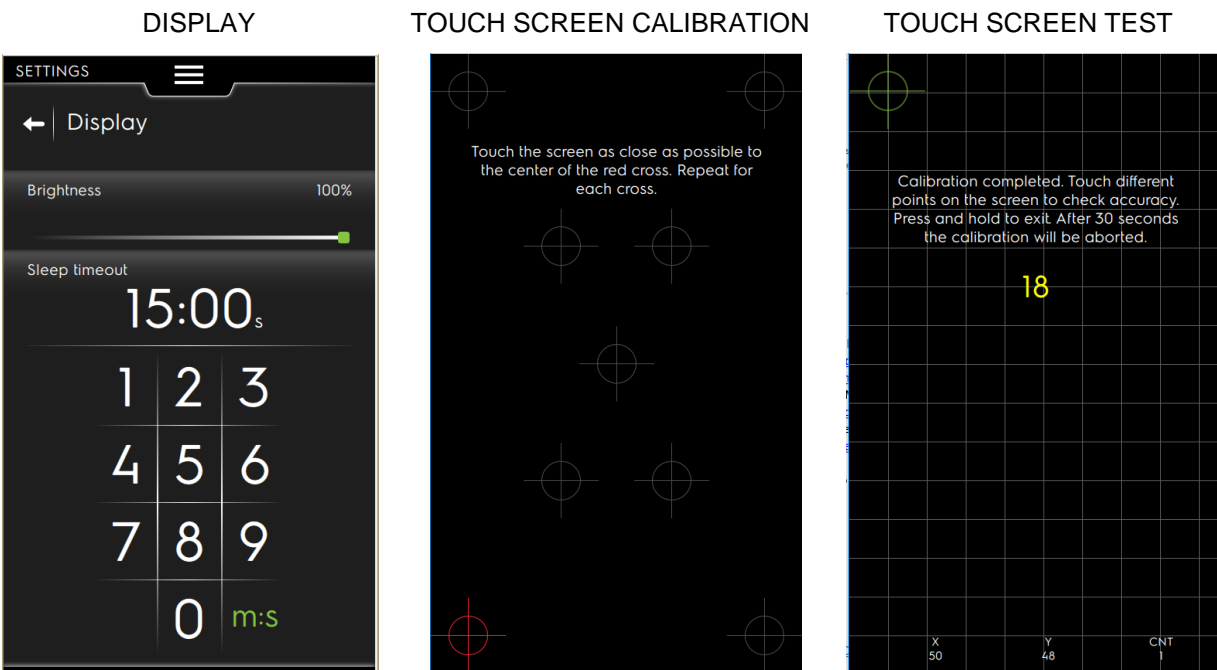 DISPLAY
TOUCH SCREEN CALIBRATION
TOUCH SCREEN TEST
SETTINGS
Display
Brightness 100%
Sleep timeout
15:00s
1 2 3
4 5 6
7 8 9
0 m:s
Touch the screen as close as possible to
the center of the red cross. Repeat for
each cross.
Calibration completed. Touch different
points on the screen to check accuracy.
Press and hold to exit. After 30 seconds
the calibration will be aborted.
18
X Y CNT
50 48 1